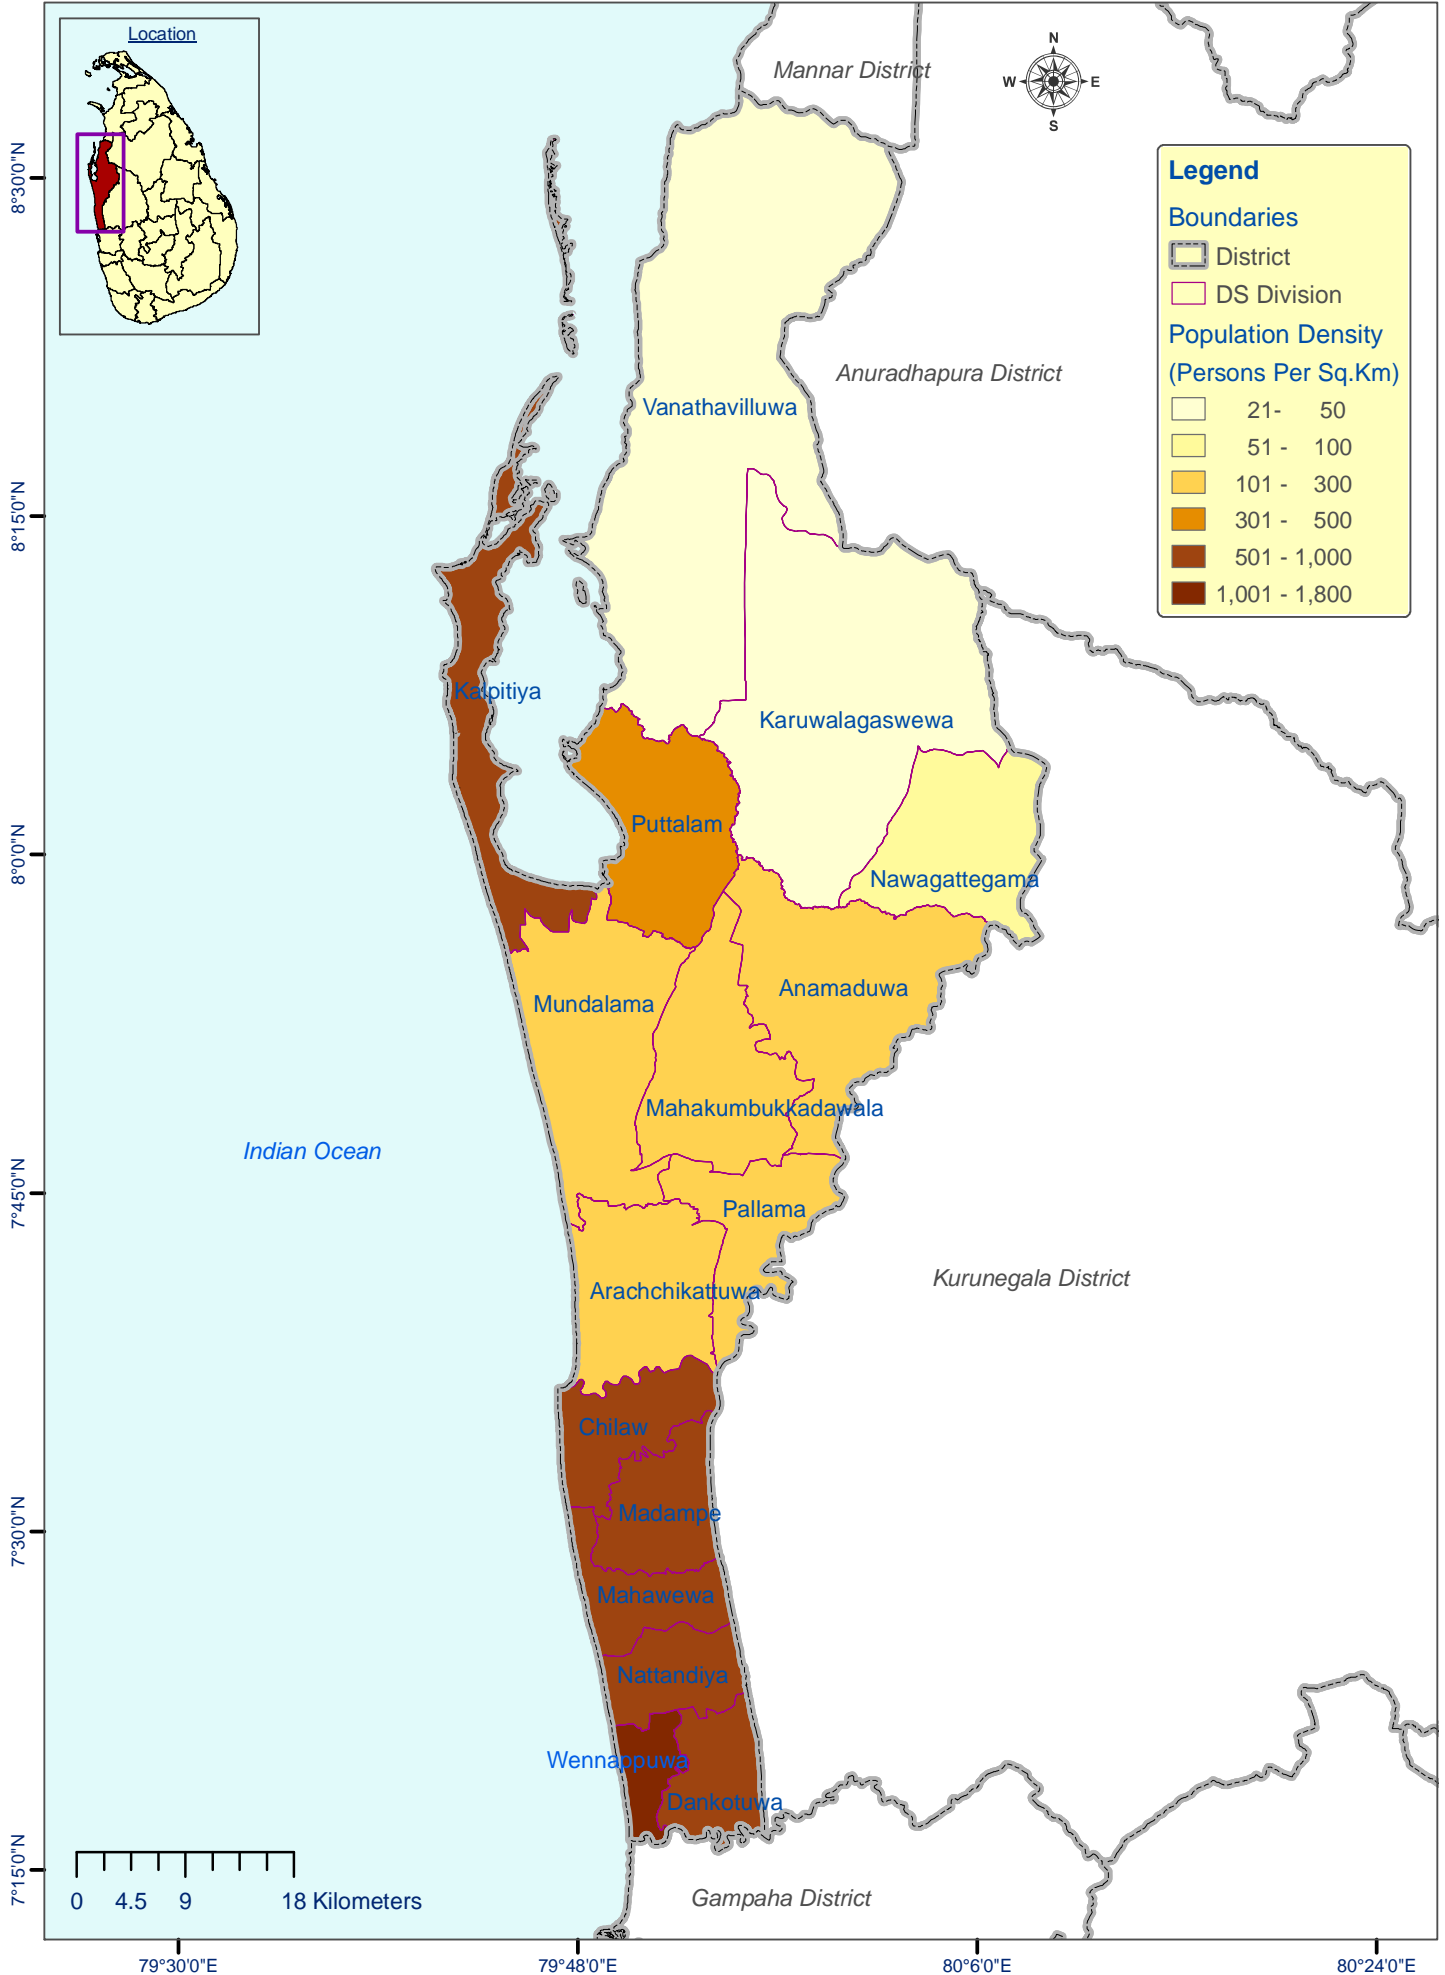 Location
Mannar District
N
W
E
S
8°30'0"N
Legend
Boundaries
District
DS Division
Population Density
(Persons Per Sq.Km)
21- 50
51 - 100
101 - 300
301 - 500
501 - 1,000
1,001 - 1,800
Anuradhapura District
Vanathavilluwa
8°15'0"N
Kalpitiya
Karuwalagaswewa
Puttalam
8°0'0"N
Nawagattegama
Anamaduwa
Mundalama
Mahakumbukkadawala
Indian Ocean
7°45'0"N
Pallama
Kurunegala District
Arachchikattuwa
Chilaw
Madampe
7°30'0"N
Mahawewa
Nattandiya
Wennappuwa
Dankotuwa
7°15'0"N
0 4.5 9 18 Kilometers
Gampaha District
79°30'0"E 79°48'0"E 80°6'0"E 80°24'0"E